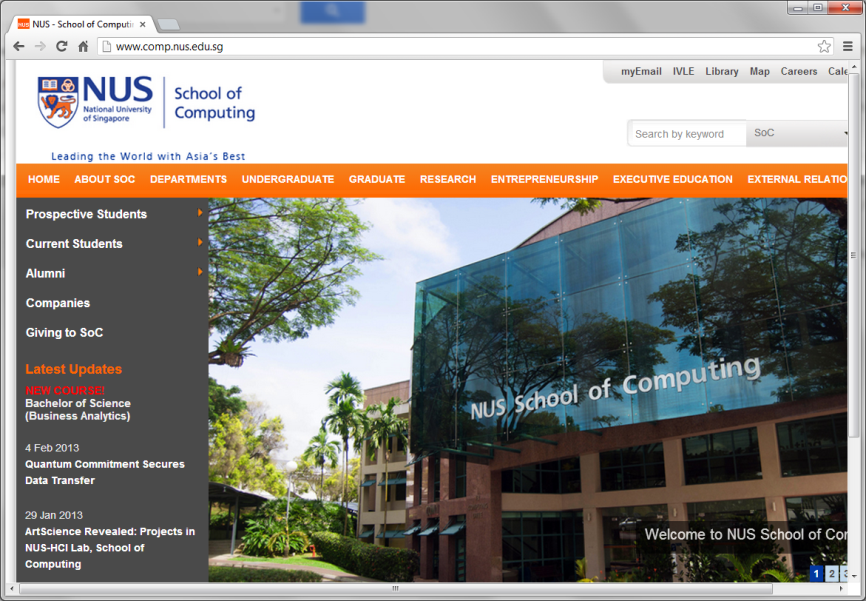 NUS - School of Computin
www.comp.nus.edu.sg
myEmail IVLE Library Map Careers Cale
NUS
National University
of Singapore
School of
Computing
Search by keyword SoC
Leading the World with Asia's Best
HOME ABOUT SOC DEPARTMENTS UNDERGRADUATE GRADUATE RESEARCH ENTREPRENEURSHIP EXECUTIVE EDUCATION EXTERNAL RELATIO
Prospective Students
Current Students
Alumni
Companies
Giving to SoC
Latest Updates
NEW COURSE!
Bachelor of Science
(Business Analytics)
4 Feb 2013
Quantum Commitment Secures
Data Transfer
29 Jan 2013
ArtScience Revealed: Projects in
NUS-HCI Lab, School of
Computing
NUS School of Computing
Welcome to NUS School of Cor
1 2 3